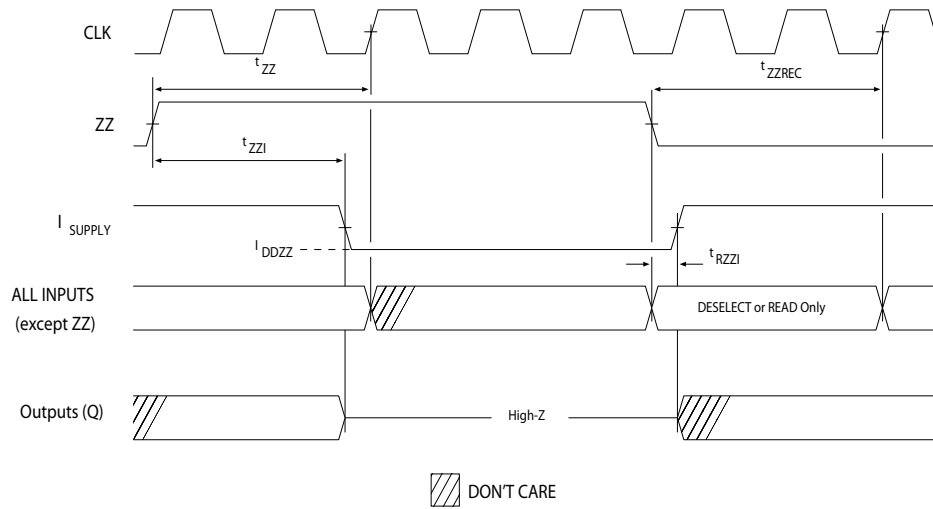 CLK
t ZZ
t ZZREC
ZZ
t ZZI
I SUPPLY
I DDZZ
t RZZI
ALL INPUTS
(except ZZ)
DESELECT or READ Only
Outputs (Q)
High-Z
DON'T CARE